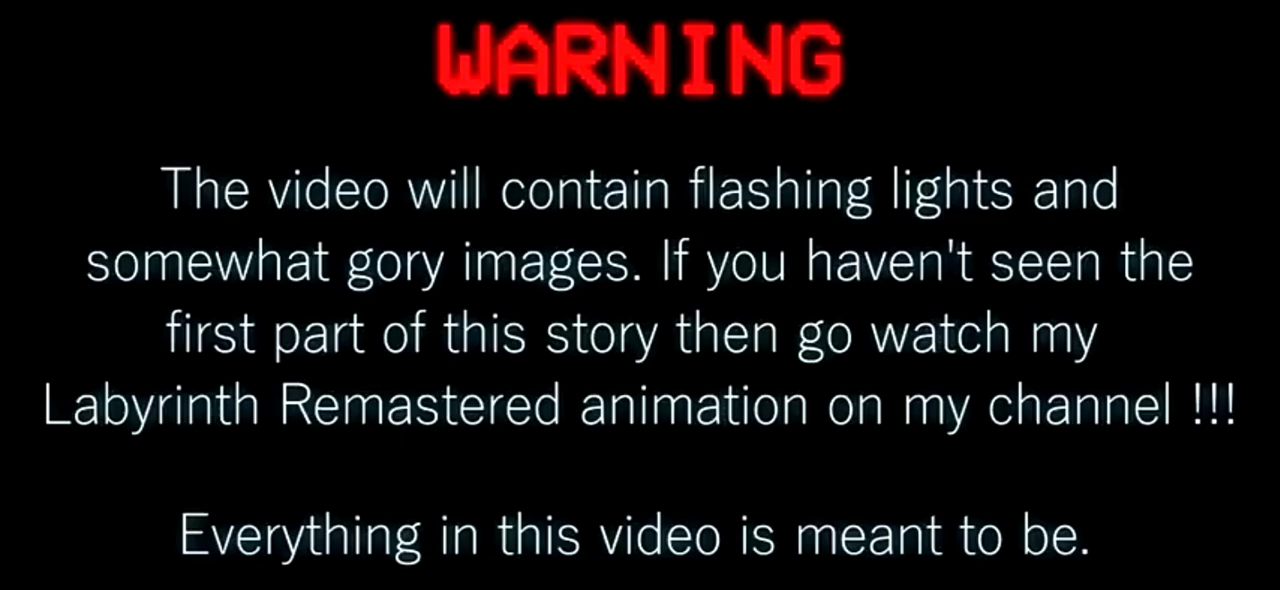 WARNING
The video will contain flashing lights and
somewhat gory images. If you haven't seen the
first part of this story then go watch my
Labyrinth Remastered animation on my channel !!!
Everything in this video is meant to be.